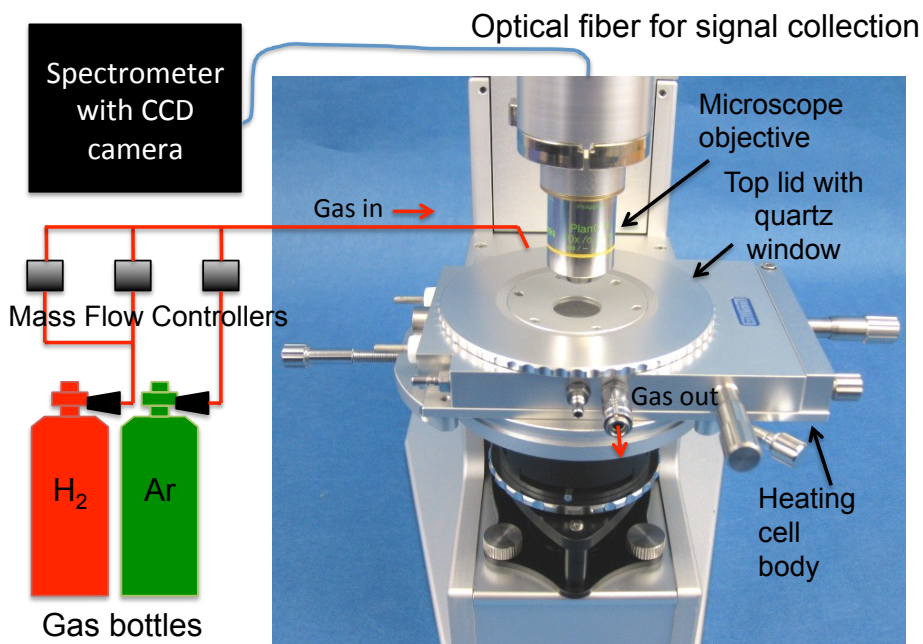 Optical fiber for signal collection
Spectrometer
with CCD
camera
Microscope
objective
Top lid with
quartz
window
Gas in
Mass Flow Controllers
Gas out
H₂
Ar
Heating
cell
body
Gas bottles
PlanC